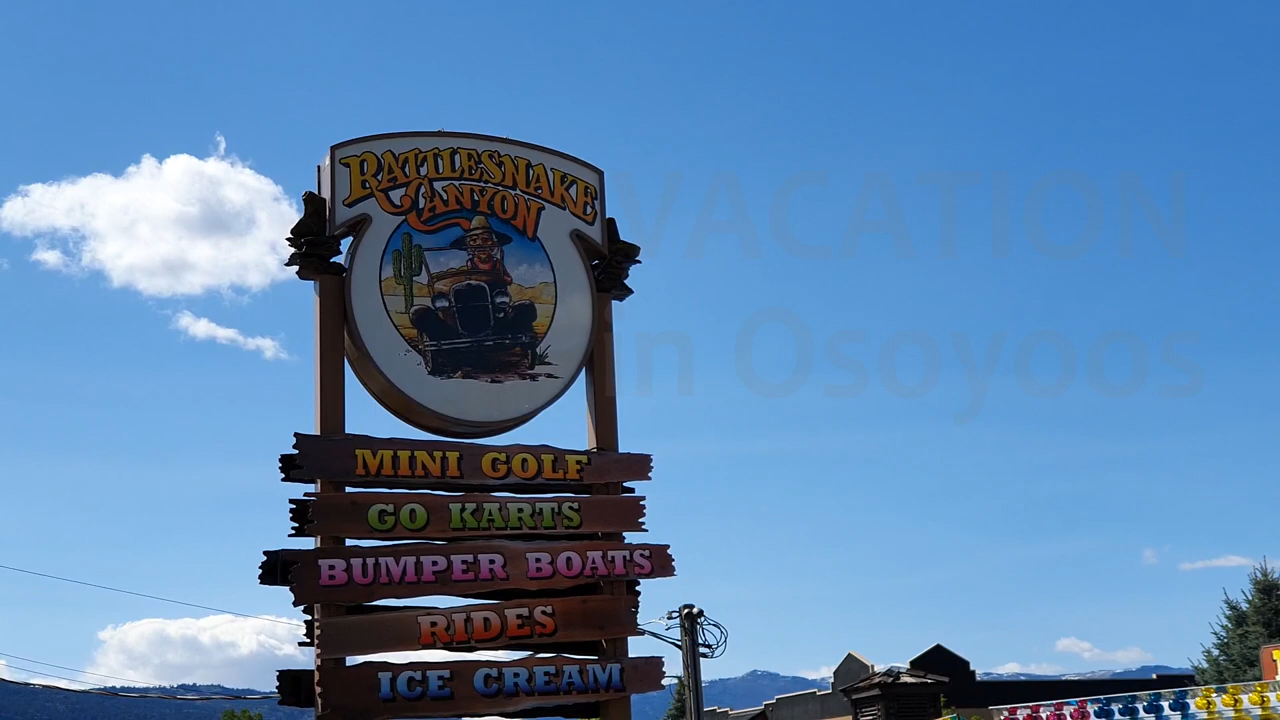 RATTLESNAKE
CANYON
MINI GOLF
GO KARTS
BUMPER BOATS
RIDES
ICE CREAM
VACATION
in Osoyoos